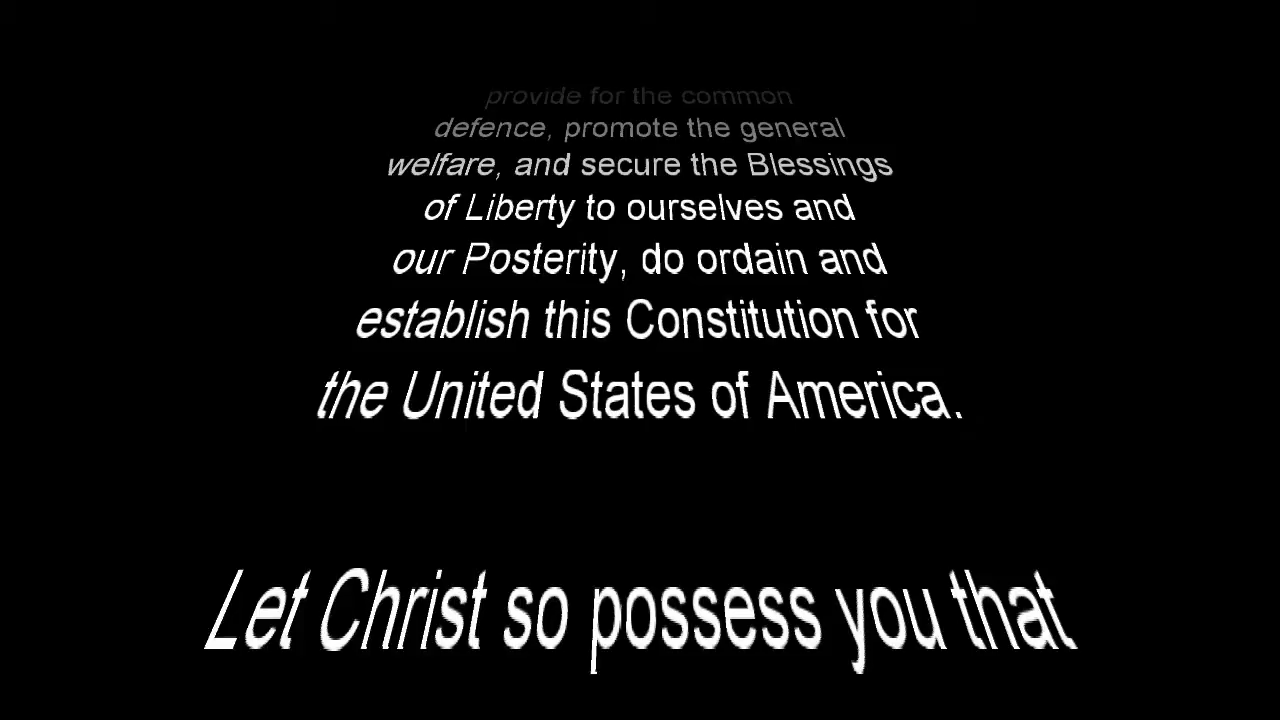 provide for the common
defence, promote the general
welfare, and secure the Blessings
of Liberty to ourselves and
our Posterity, do ordain and
establish this Constitution for
the United States of America.
Let Christ so possess you that